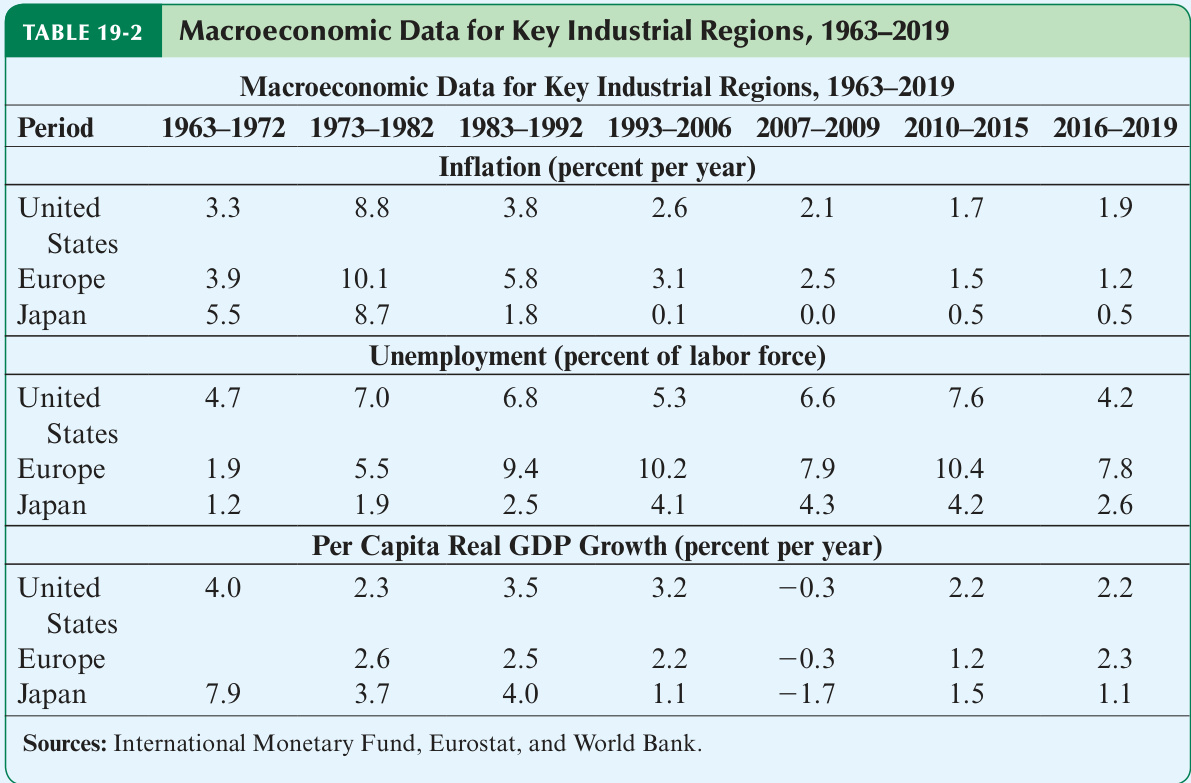 TABLE 19-2 Macroeconomic Data for Key Industrial Regions, 1963–2019
Macroeconomic Data for Key Industrial Regions, 1963–2019
Period 1963–1972 1973–1982 1983–1992 1993–2006 2007–2009 2010–2015 2016–2019
Inflation (percent per year)
United 3.3 8.8 3.8 2.6 2.1 1.7 1.9
States
Europe 3.9 10.1 5.8 3.1 2.5 1.5 1.2
Japan 5.5 8.7 1.8 0.1 0.0 0.5 0.5
Unemployment (percent of labor force)
United 4.7 7.0 6.8 5.3 6.6 7.6 4.2
States
Europe 1.9 5.5 9.4 10.2 7.9 10.4 7.8
Japan 1.2 1.9 2.5 4.1 4.3 4.2 2.6
Per Capita Real GDP Growth (percent per year)
United 4.0 2.3 3.5 3.2 −0.3 2.2 2.2
States
Europe 2.6 2.5 2.2 −0.3 1.2 2.3
Japan 7.9 3.7 4.0 1.1 −1.7 1.5 1.1
Sources: International Monetary Fund, Eurostat, and World Bank.